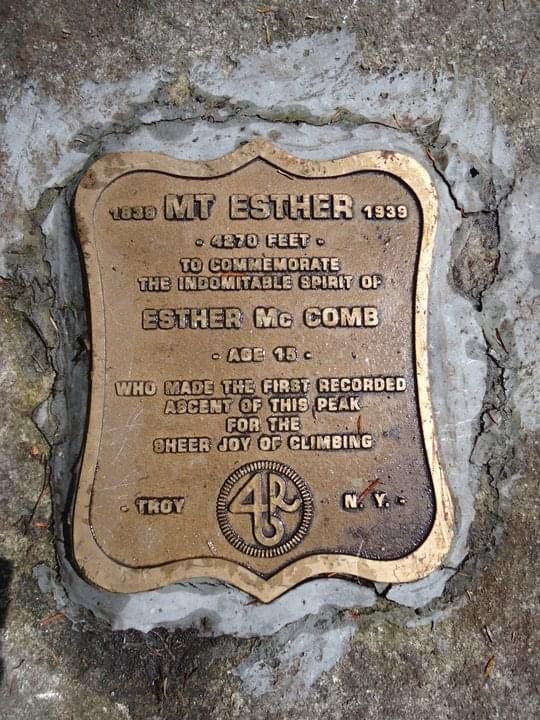 1839 MT ESTHER 1939
• 4270 FEET •
TO COMMEMORATE
THE INDOMITABLE SPIRIT OF
ESTHER Mc COMB
• AGE 15 •
WHO MADE THE FIRST RECORDED
ASCENT OF THIS PEAK
FOR THE
SHEER JOY OF CLIMBING
• TROY 46R N.Y. •